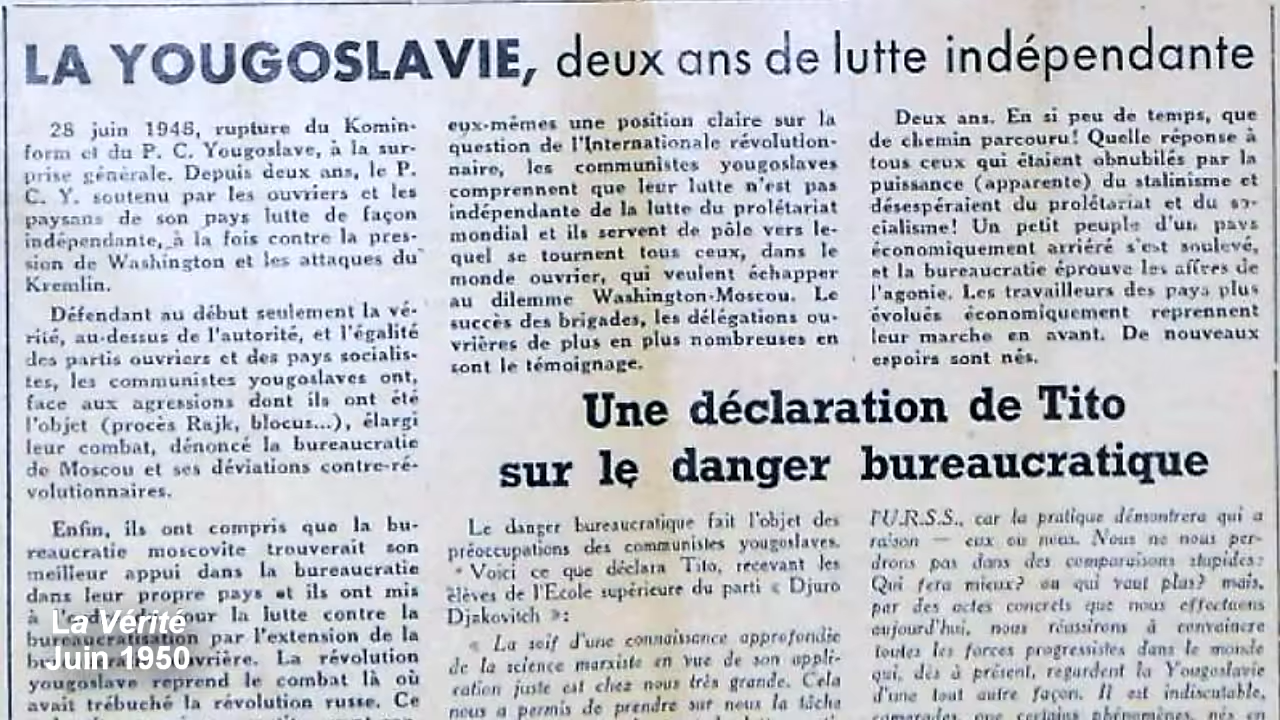 LA YOUGOSLAVIE, deux ans de lutte indépendante
28 juin 1948, rupture du Komin-
form et du P. C. Yougoslave, à la sur-
prise générale. Depuis deux ans, le P.
C. Y. soutenu par les ouvriers et les
paysans de son pays lutte de façon
indépendante, à la fois contre la pres-
sion de Washington et les attaques du
Kremlin.
Défendant au début seulement la vé-
rité, au-dessus de l'autorité, et l'égalité
des partis ouvriers et des pays socialis-
tes, les communistes yougoslaves ont,
face aux agressions dont ils ont été
l'objet (procès Rajk, blocus...), élargi
leur combat, dénoncé la bureaucratie
de Moscou et ses déviations contre-ré-
volutionnaires.
Enfin, ils ont compris que la bu-
reaucratie moscovite trouverait son
meilleur appui dans la bureaucratie
dans leur propre pays et ils ont mis
à pour la lutte contre la
bureaucratisation par l'extension de la
ouvrière. La révolution
yougoslave reprend le combat là où
avait trébuché la révolution russe. Ce
eux-mêmes une position claire sur la
question de l'Internationale révolution-
naire, les communistes yougoslaves
comprennent que leur lutte n'est pas
indépendante de la lutte du prolétariat
mondial et ils servent de pôle vers le-
quel se tournent tous ceux, dans le
monde ouvrier, qui veulent échapper
au dilemme Washington-Moscou. Le
succès des brigades, les délégations ou-
vrières de plus en plus nombreuses en
sont le témoignage.
Deux ans. En si peu de temps, que
de chemin parcouru! Quelle réponse à
tous ceux qui étaient obnubilés par la
puissance (apparente) du stalinisme et
désespéraient du prolétariat et du so-
cialisme! Un petit peuple d'un pays
économiquement arriéré s'est soulevé,
et la bureaucratie éprouve les affres de
l'agonie. Les travailleurs des pays plus
évolués économiquement reprennent
leur marche en avant. De nouveaux
espoirs sont nés.
Une déclaration de Tito
sur le danger bureaucratique
Le danger bureaucratique fait l'objet des
préoccupations des communistes yougoslaves.
Voici ce que déclara Tito, recevant les
élèves de l'Ecole supérieure du parti « Djuro
Djakovitch »:
« La soif d'une connaissance approfondie
de la science marxiste en vue de son appli-
cation juste est chez nous très grande. Cela
nous a permis de prendre sur nous la tâche
l'U.R.S.S., car la pratique démontrera qui a
raison — eux ou nous. Nous ne nous per-
drons pas dans des comparaisons stupides:
Qui fera mieux? ou qui vaut plus? mais,
par des actes concrets que nous effectuons
aujourd'hui, nous réussirons à convaincre
toutes les forces progressistes dans le monde
qui, dès à présent, regardent la Yougoslavie
d'une tout autre façon. Il est indiscutable,
camarades, que certains phénomènes, nés en
La Vérité
Juin 1950